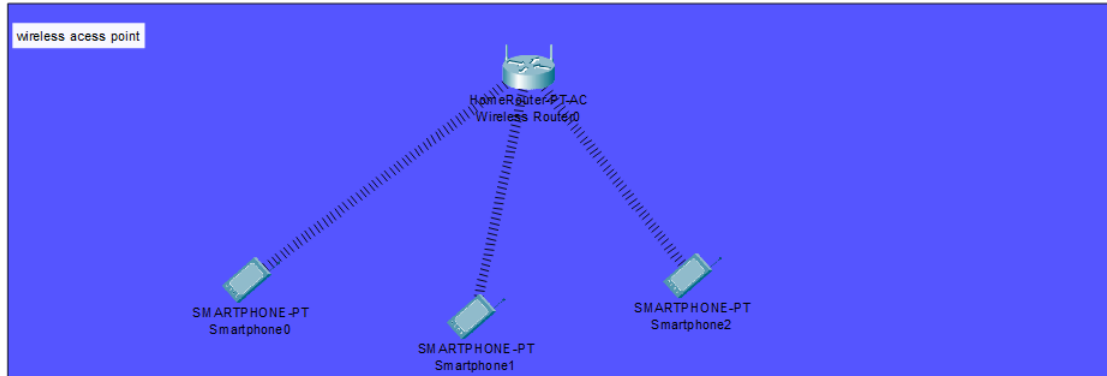 wireless acess point
HomeRouter-PT-AC
Wireless Router0
SMARTPHONE-PT
Smartphone0
SMARTPHONE-PT
Smartphone1
SMARTPHONE-PT
Smartphone2